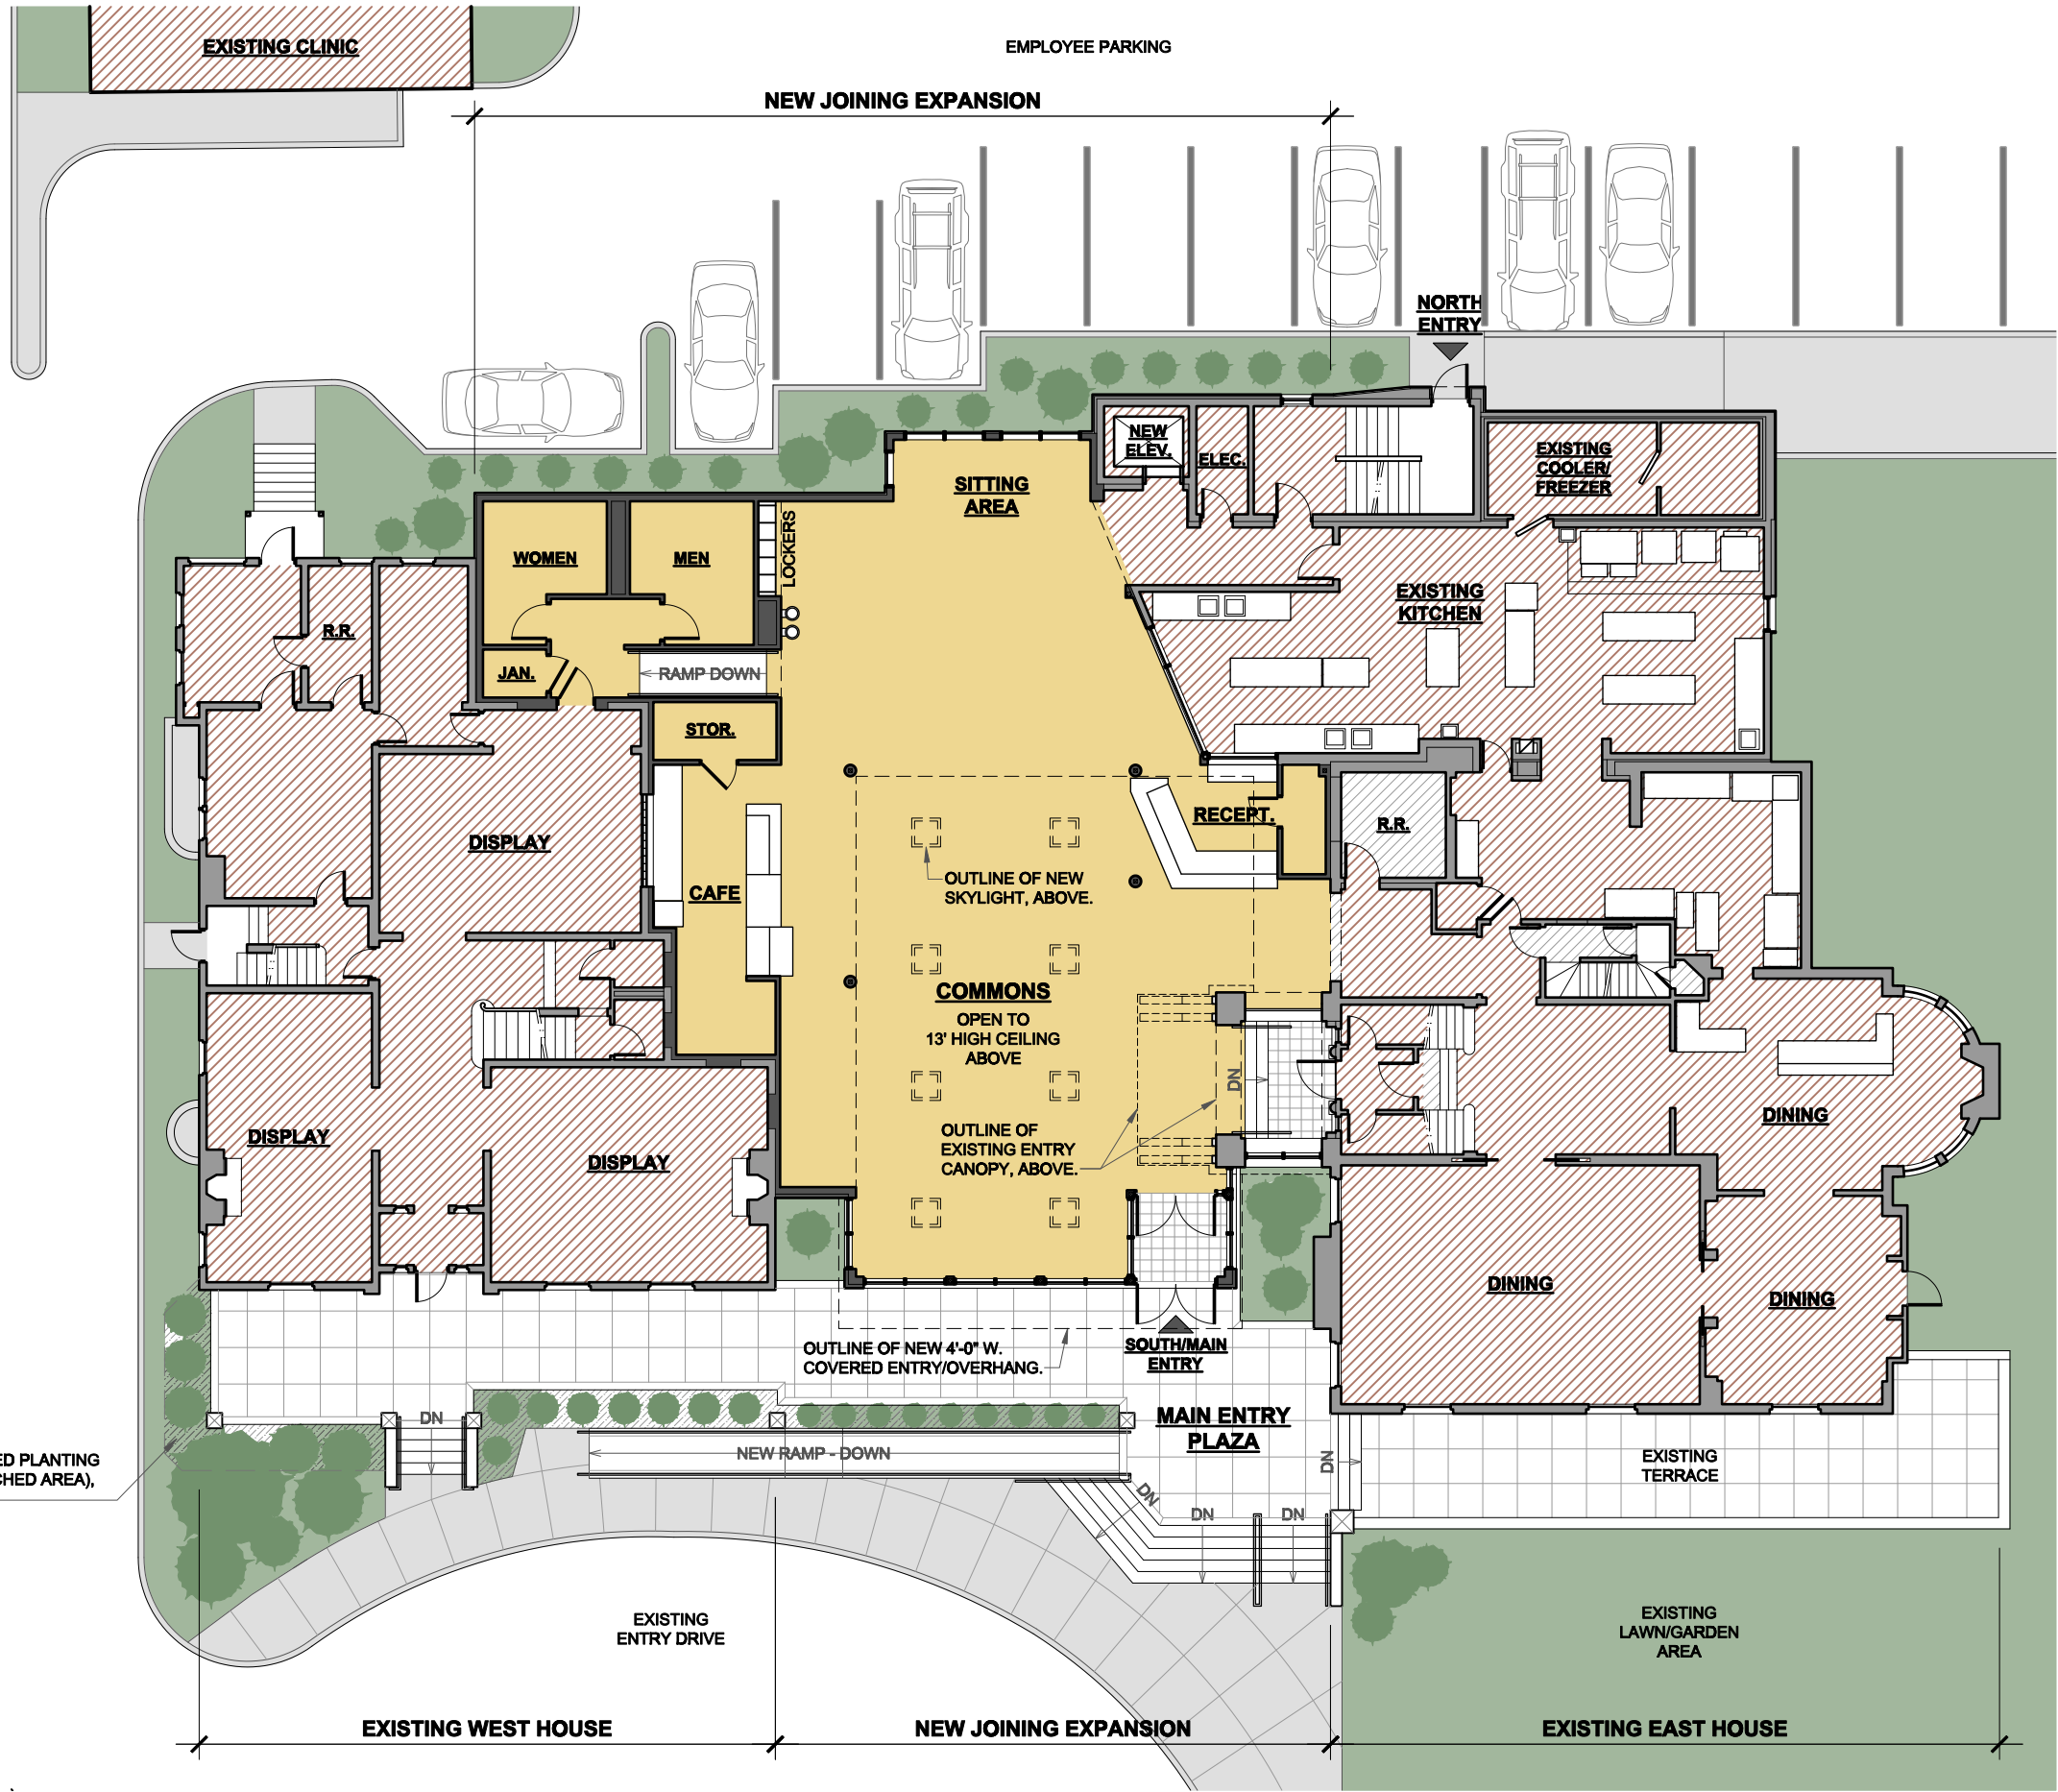 EXISTING CLINIC
EMPLOYEE PARKING
NEW JOINING EXPANSION
NORTH
ENTRY
NEW
ELEV.
ELEC.
EXISTING
COOLER/
FREEZER
SITTING
AREA
LOCKERS
WOMEN
MEN
R.R.
JAN.
RAMP DOWN
STOR.
EXISTING
KITCHEN
DISPLAY
CAFE
RECEPT.
R.R.
OUTLINE OF NEW
SKYLIGHT, ABOVE.
COMMONS
OPEN TO
13' HIGH CEILING
ABOVE
DN
OUTLINE OF
EXISTING ENTRY
CANOPY, ABOVE.
DISPLAY
DISPLAY
DINING
DINING
DINING
OUTLINE OF NEW 4'-0" W.
COVERED ENTRY/OVERHANG.
SOUTH/MAIN
ENTRY
DN
MAIN ENTRY
PLAZA
NEW RAMP - DOWN
DN
DN
DN
DN
EXISTING
TERRACE
ED PLANTING
CHED AREA),
EXISTING
ENTRY DRIVE
EXISTING
LAWN/GARDEN
AREA
EXISTING WEST HOUSE
NEW JOINING EXPANSION
EXISTING EAST HOUSE